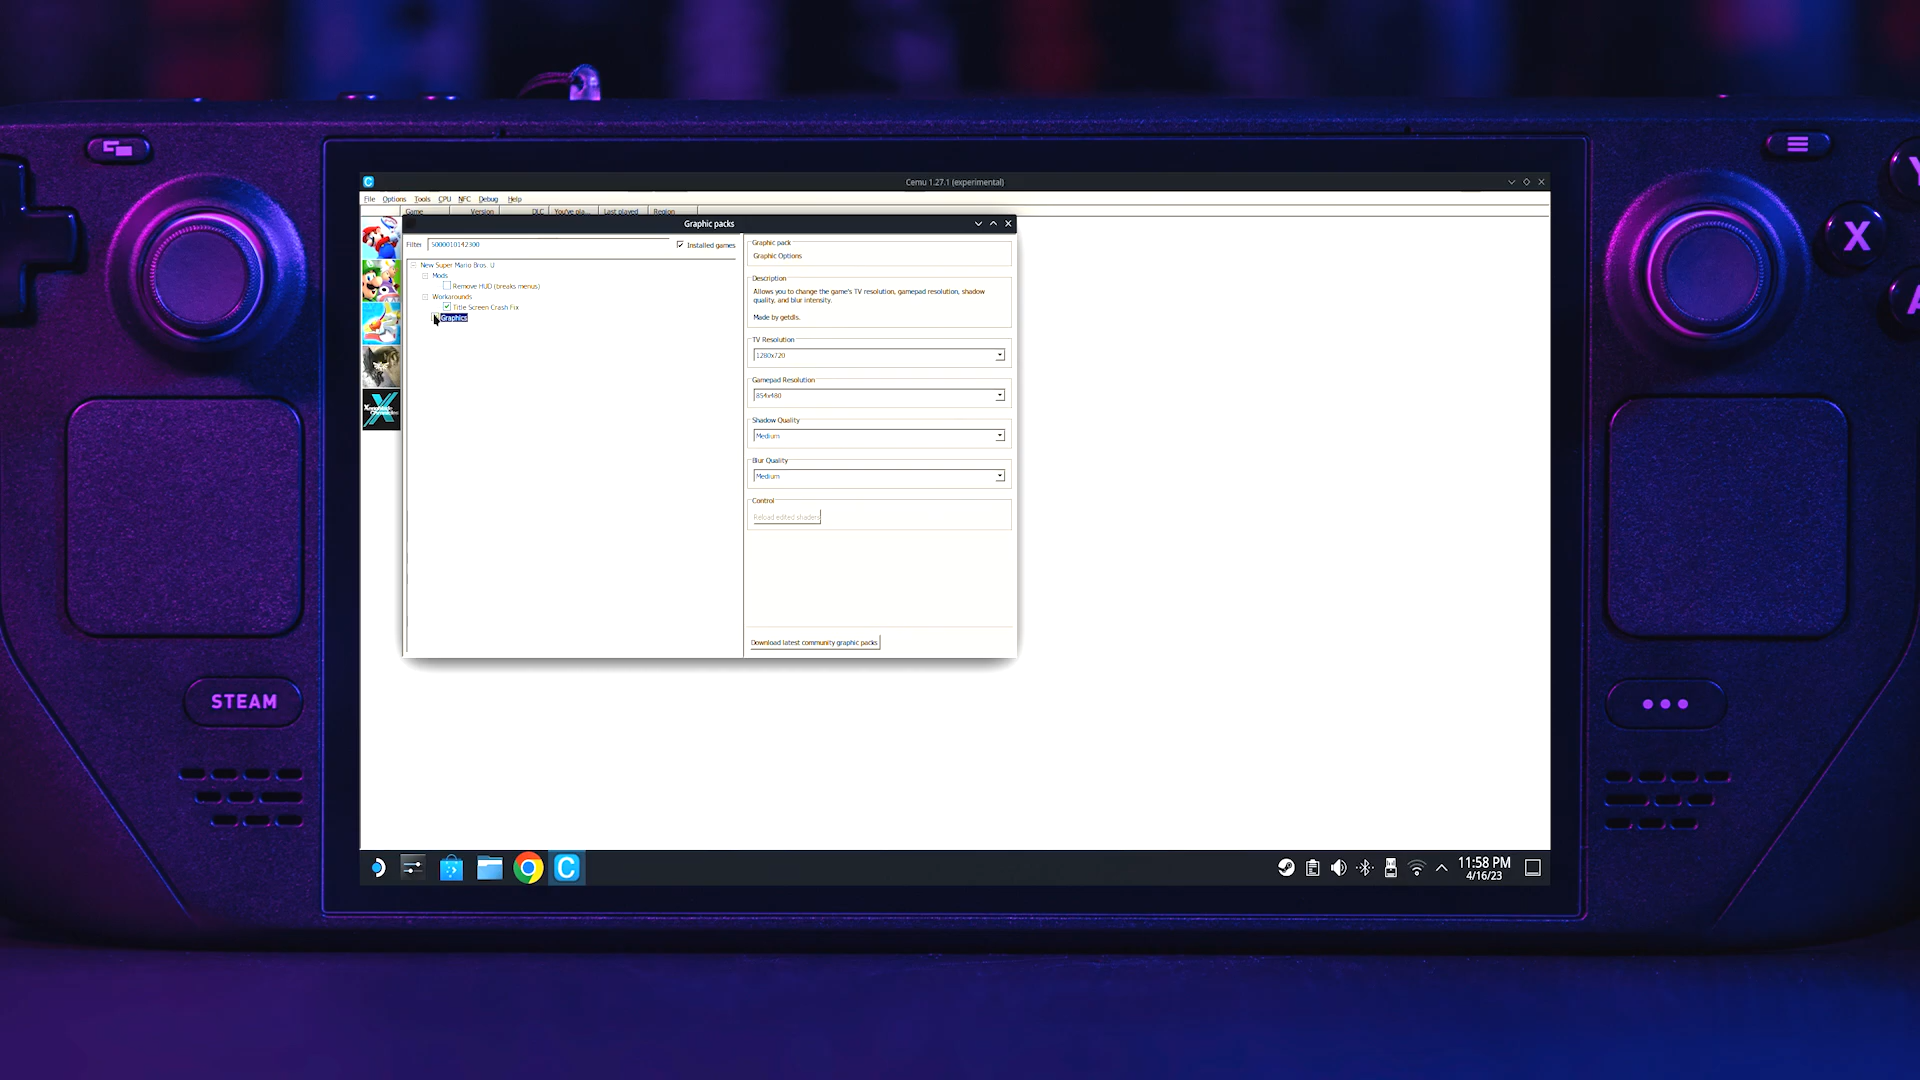 Cemu 1.27.1 (experimental)
File Options Tools CPU NFC Debug Help
Game Version DLC You've pla... Last played Region
Graphic packs
Filter 5000010142300 Installed games
New Super Mario Bros. U
Mods
Remove HUD (breaks menus)
Workarounds
Title Screen Crash Fix
Graphics
Graphic pack
Graphic Options
Description
Allows you to change the game's TV resolution, gamepad resolution, shadow
quality, and blur intensity.
Made by getdls.
TV Resolution
1280x720
Gamepad Resolution
854x480
Shadow Quality
Medium
Blur Quality
Medium
Control
Reload edited shaders
Download latest community graphic packs
11:58 PM
4/16/23
STEAM
Y
X
A